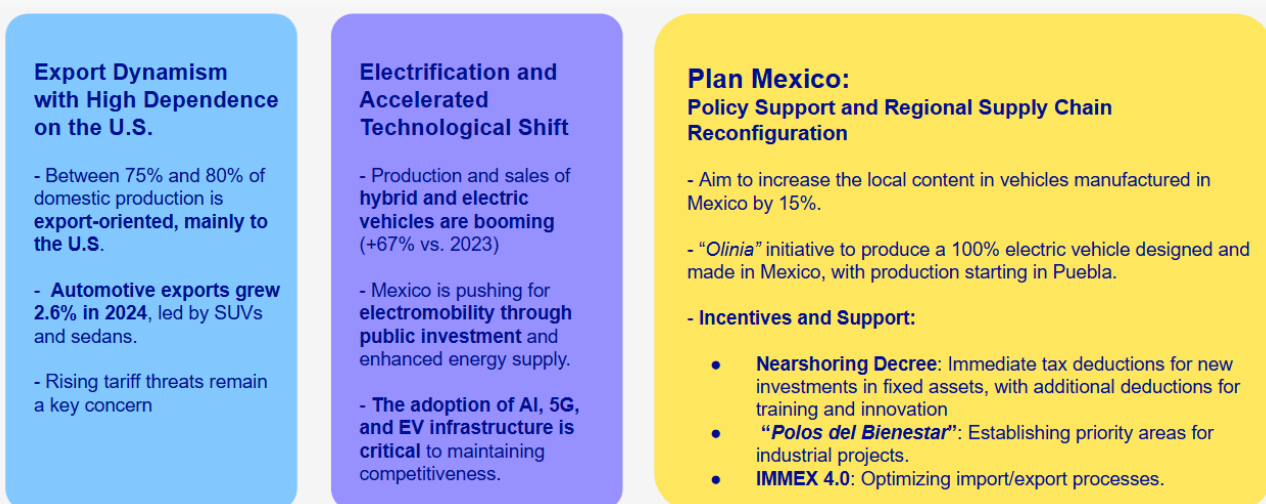 Export Dynamism
with High Dependence
on the U.S.
- Between 75% and 80% of
domestic production is
export-oriented, mainly to
the U.S.
- Automotive exports grew
2.6% in 2024, led by SUVs
and sedans.
- Rising tariff threats remain
a key concern
Electrification and
Accelerated
Technological Shift
- Production and sales of
hybrid and electric
vehicles are booming
(+67% vs. 2023)
- Mexico is pushing for
electromobility through
public investment and
enhanced energy supply.
- The adoption of AI, 5G,
and EV infrastructure is
critical to maintaining
competitiveness.
Plan Mexico:
Policy Support and Regional Supply Chain
Reconfiguration
- Aim to increase the local content in vehicles manufactured in
Mexico by 15%.
- “Olinia” initiative to produce a 100% electric vehicle designed and
made in Mexico, with production starting in Puebla.
- Incentives and Support:
● Nearshoring Decree: Immediate tax deductions for new
investments in fixed assets, with additional deductions for
training and innovation
● “Polos del Bienestar”: Establishing priority areas for
industrial projects.
● IMMEX 4.0: Optimizing import/export processes.